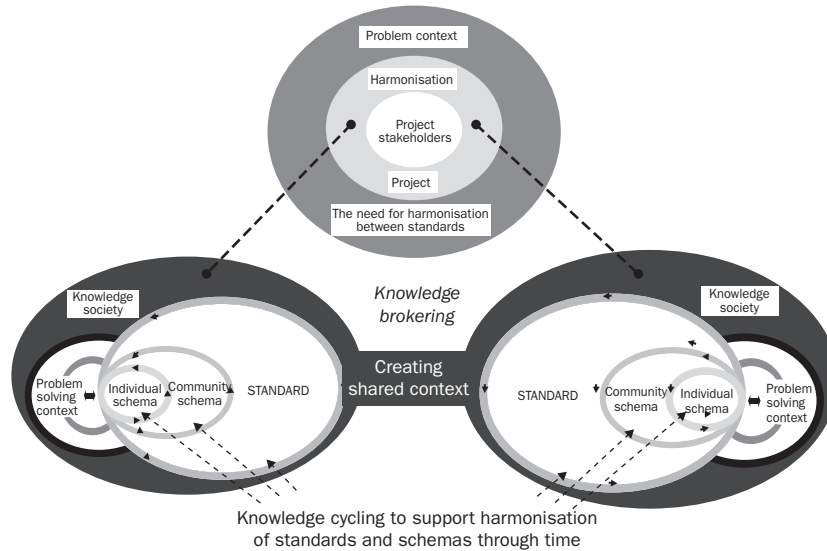 Problem context
Harmonisation
Project
stakeholders
Project
The need for harmonisation
between standards
Knowledge
society
Problem
solving
context
Individual
schema
Community
schema
STANDARD
Knowledge
brokering
Creating
shared context
Knowledge
society
STANDARD
Community
schema
Individual
schema
Problem
solving
context
Knowledge cycling to support harmonisation
of standards and schemas through time